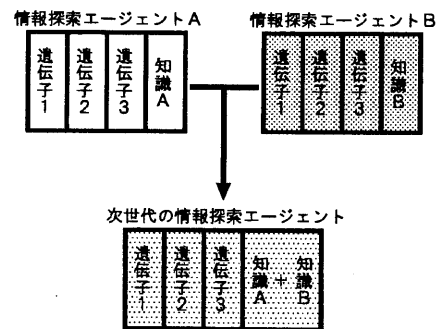 情報探索エージェントA
遺伝子1
遺伝子2
遺伝子3
知識A
情報探索エージェントB
遺伝子1
遺伝子2
遺伝子3
知識B
次世代の情報探索エージェント
遺伝子1
遺伝子2
遺伝子3
知識A
+
知識B